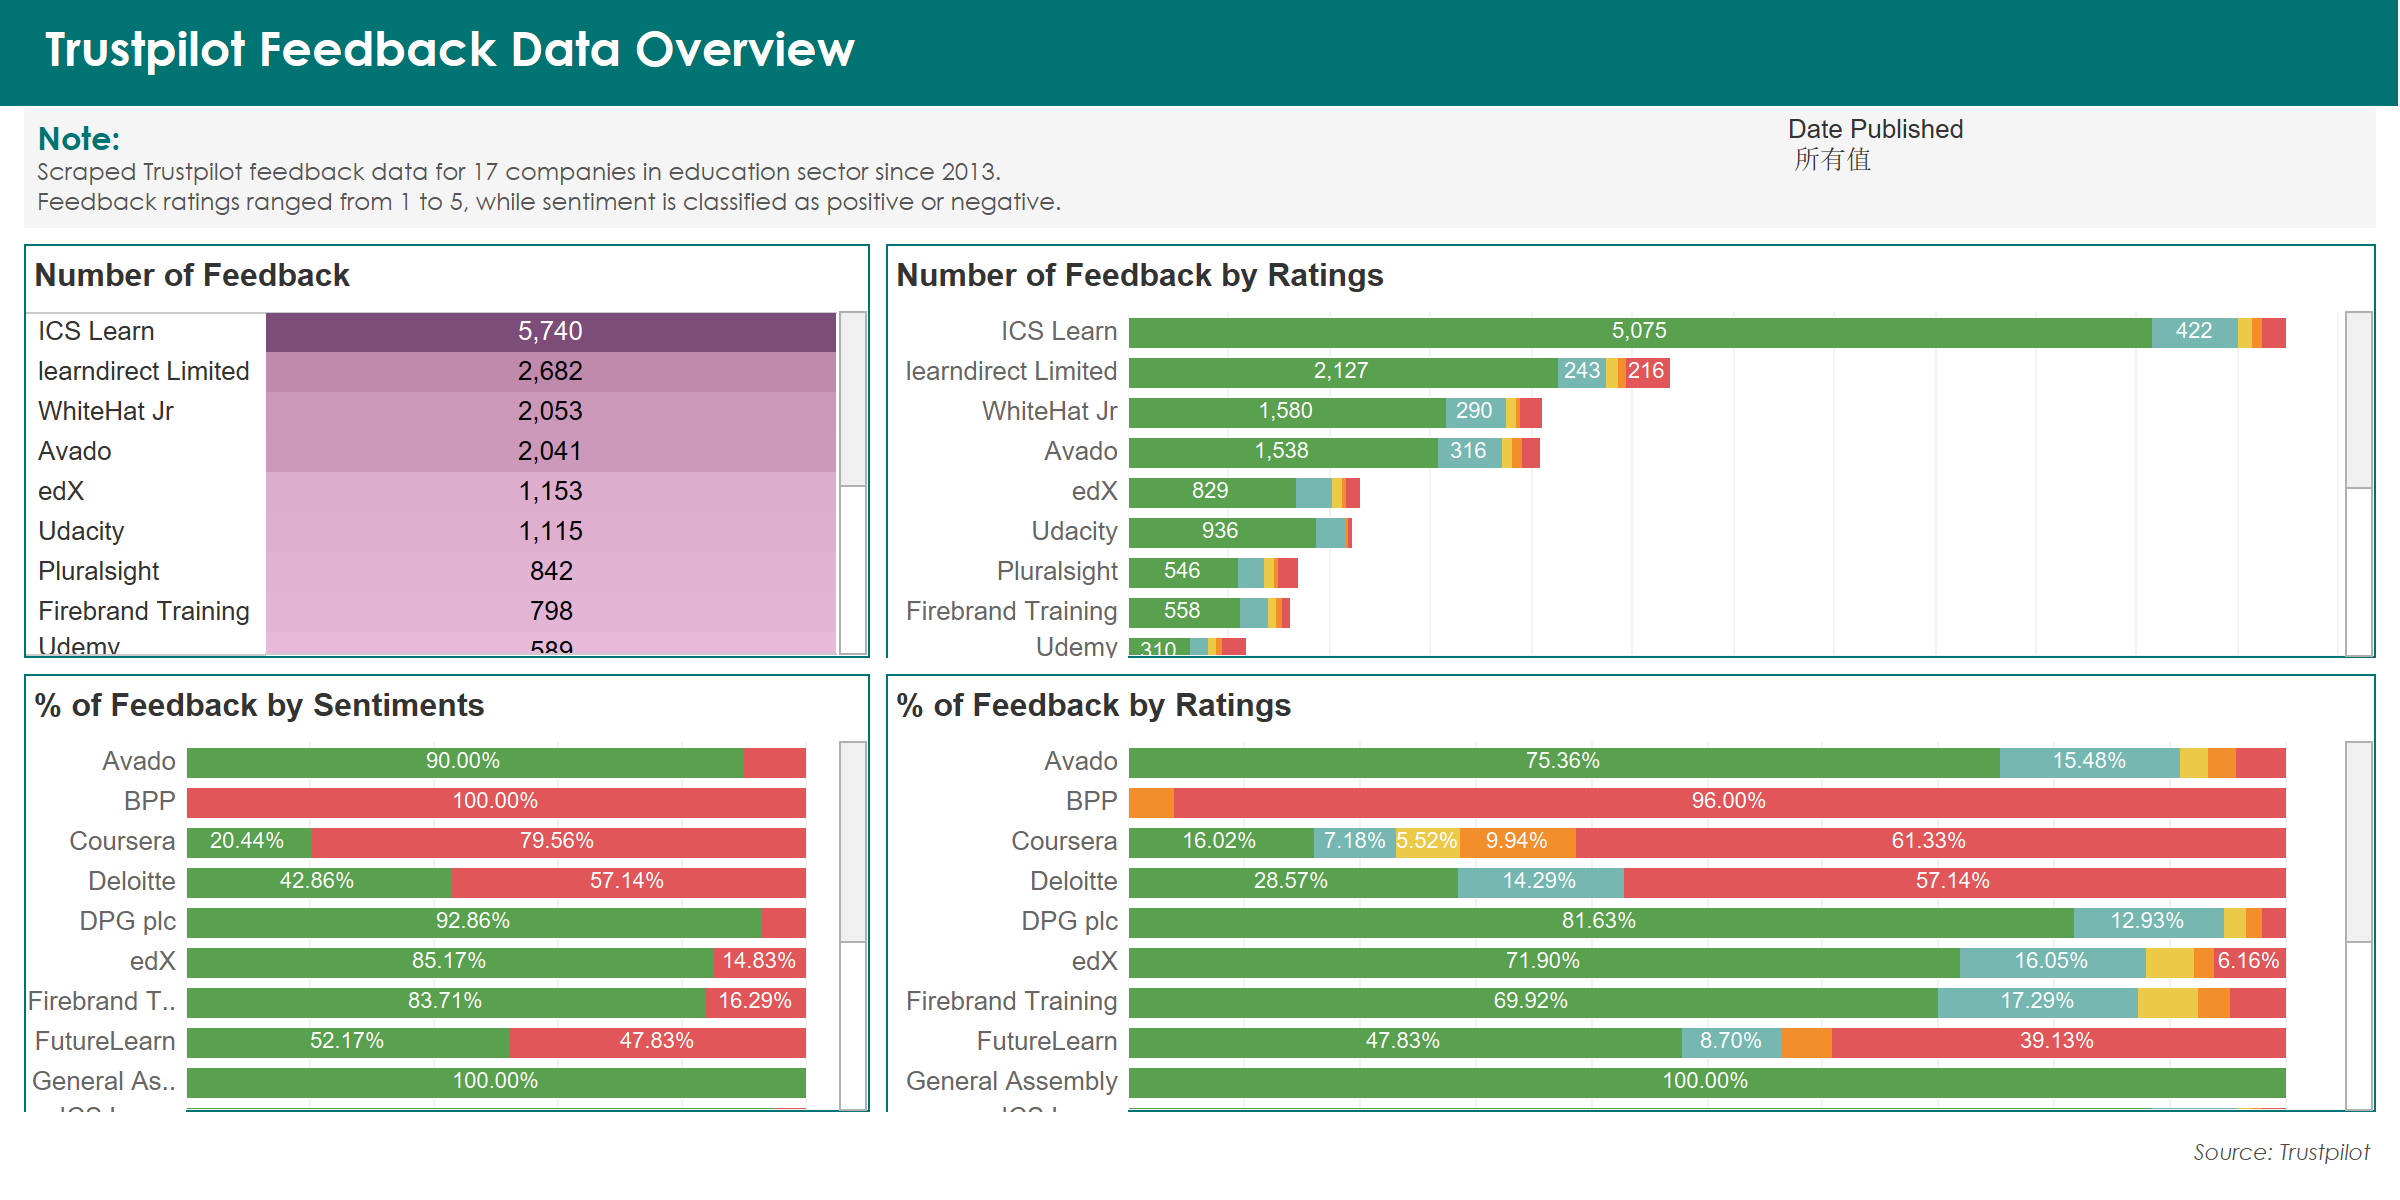 Trustpilot Feedback Data Overview
Note:
Scraped Trustpilot feedback data for 17 companies in education sector since 2013.
Feedback ratings ranged from 1 to 5, while sentiment is classified as positive or negative.
Date Published
所有值
Number of Feedback
ICS Learn 5,740
learndirect Limited 2,682
WhiteHat Jr 2,053
Avado 2,041
edX 1,153
Udacity 1,115
Pluralsight 842
Firebrand Training 798
Udemy 589
Number of Feedback by Ratings
ICS Learn 5,075 422
learndirect Limited 2,127 243 216
WhiteHat Jr 1,580 290
Avado 1,538 316
edX 829
Udacity 936
Pluralsight 546
Firebrand Training 558
Udemy 310
% of Feedback by Sentiments
Avado 90.00%
BPP 100.00%
Coursera 20.44% 79.56%
Deloitte 42.86% 57.14%
DPG plc 92.86%
edX 85.17% 14.83%
Firebrand T.. 83.71% 16.29%
FutureLearn 52.17% 47.83%
General As.. 100.00%
% of Feedback by Ratings
Avado 75.36% 15.48%
BPP 96.00%
Coursera 16.02% 7.18% 5.52% 9.94% 61.33%
Deloitte 28.57% 14.29% 57.14%
DPG plc 81.63% 12.93%
edX 71.90% 16.05% 6.16%
Firebrand Training 69.92% 17.29%
FutureLearn 47.83% 8.70% 39.13%
General Assembly 100.00%
Source: Trustpilot